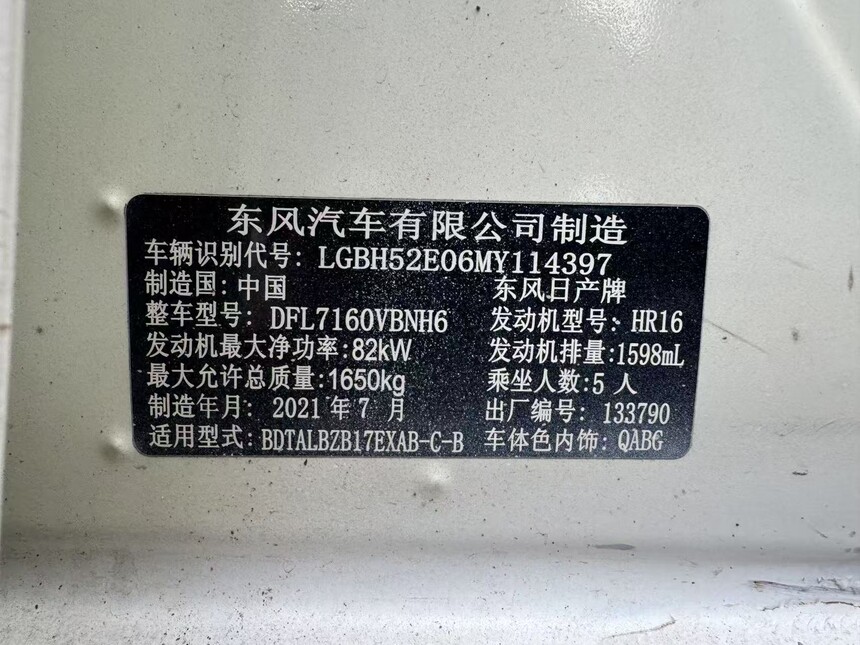 东风汽车有限公司制造
车辆识别代号: LGBH52E06MY114397
制造国: 中国 东风日产牌
整车型号: DFL7160VBNH6 发动机型号: HR16
发动机最大净功率:82kW 发动机排量:1598mL
最大允许总质量:1650kg 乘坐人数:5 人
制造年月: 2021 年 7 月 出厂编号: 133790
适用型式: BDTALBZB17EXAB-C-B 车体色内饰: QABG